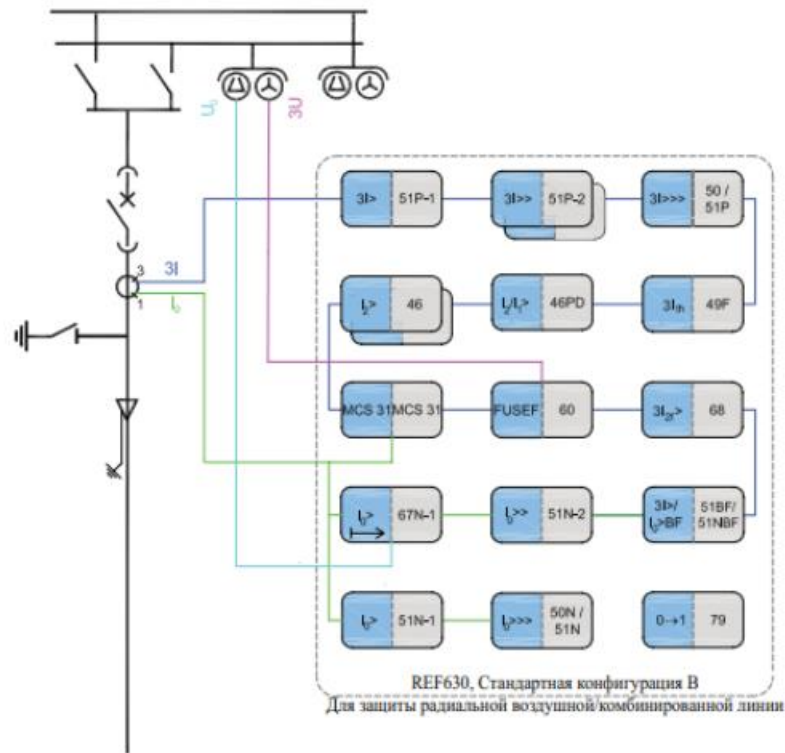 U₀
3U
3I> 51P-1
3I>> 51P-2
3I>>> 50 / 51P
3
3I
1
I₀
I₂> 46
I₂/I₁> 46PD
3Ith 49F
MCS 3I MCS 3I
FUSEF 60
3I2f> 68
I₀> 67N-1
I₀>> 51N-2
3I>/ I₀>BF 51BF/ 51NBF
I₀> 51N-1
I₀>>> 50N / 51N
0→1 79
REF630, Стандартная конфигурация B
Для защиты радиальной воздушной/комбинированной линии